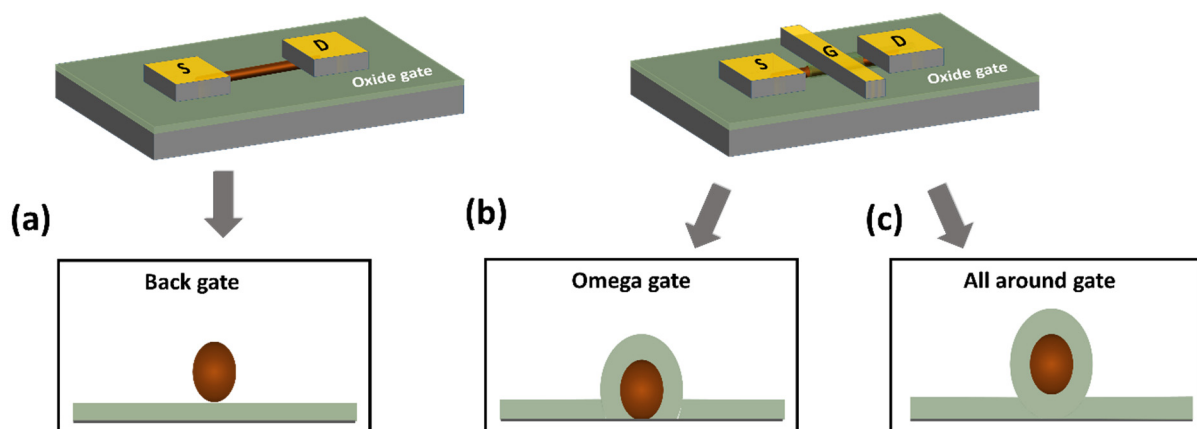 S
D
Oxide gate
S
G
D
Oxide gate
(a)
(b)
(c)
Back gate
Omega gate
All around gate